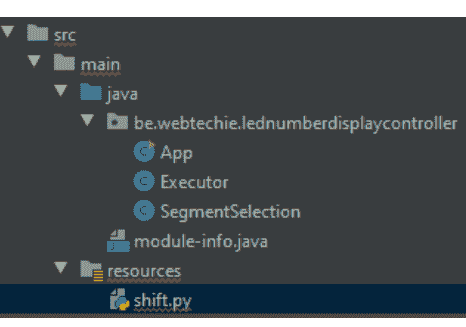 src
main
java
be.webtechie.lednumberdisplaycontroller
App
Executor
SegmentSelection
module-info.java
resources
shift.py